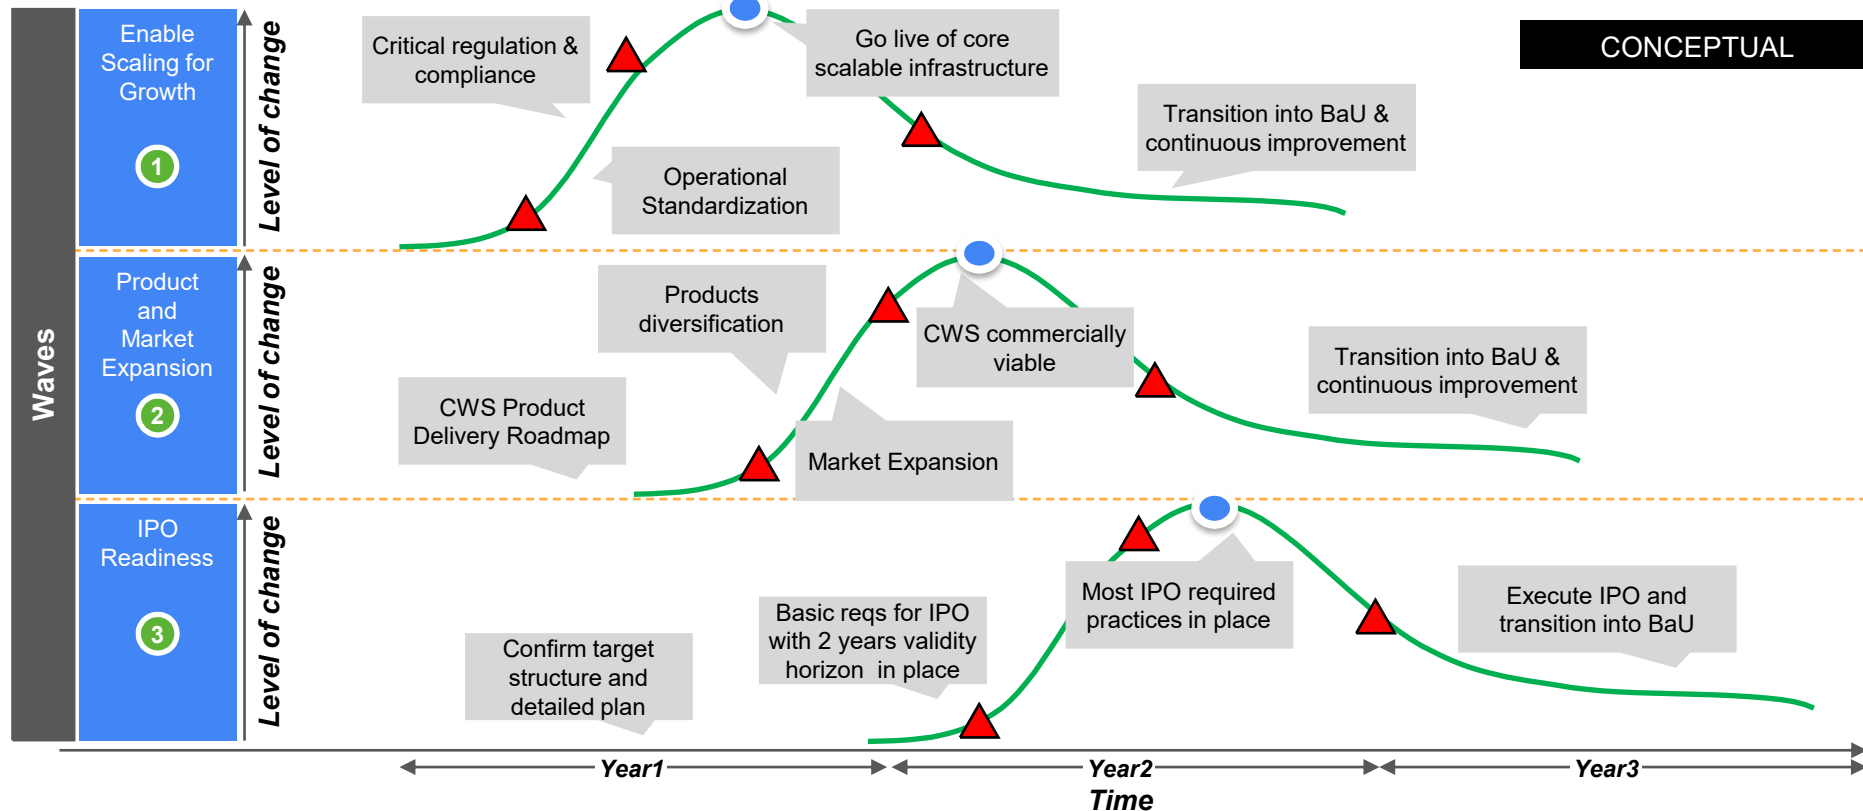 CONCEPTUAL
Waves
Enable
Scaling for
Growth
1
Level of change
Critical regulation &
compliance
Operational
Standardization
Go live of core
scalable infrastructure
Transition into BaU &
continuous improvement
Product
and
Market
Expansion
2
Level of change
CWS Product
Delivery Roadmap
Products
diversification
Market Expansion
CWS commercially
viable
Transition into BaU &
continuous improvement
IPO
Readiness
3
Level of change
Confirm target
structure and
detailed plan
Basic reqs for IPO
with 2 years validity
horizon in place
Most IPO required
practices in place
Execute IPO and
transition into BaU
Year1
Year2
Year3
Time